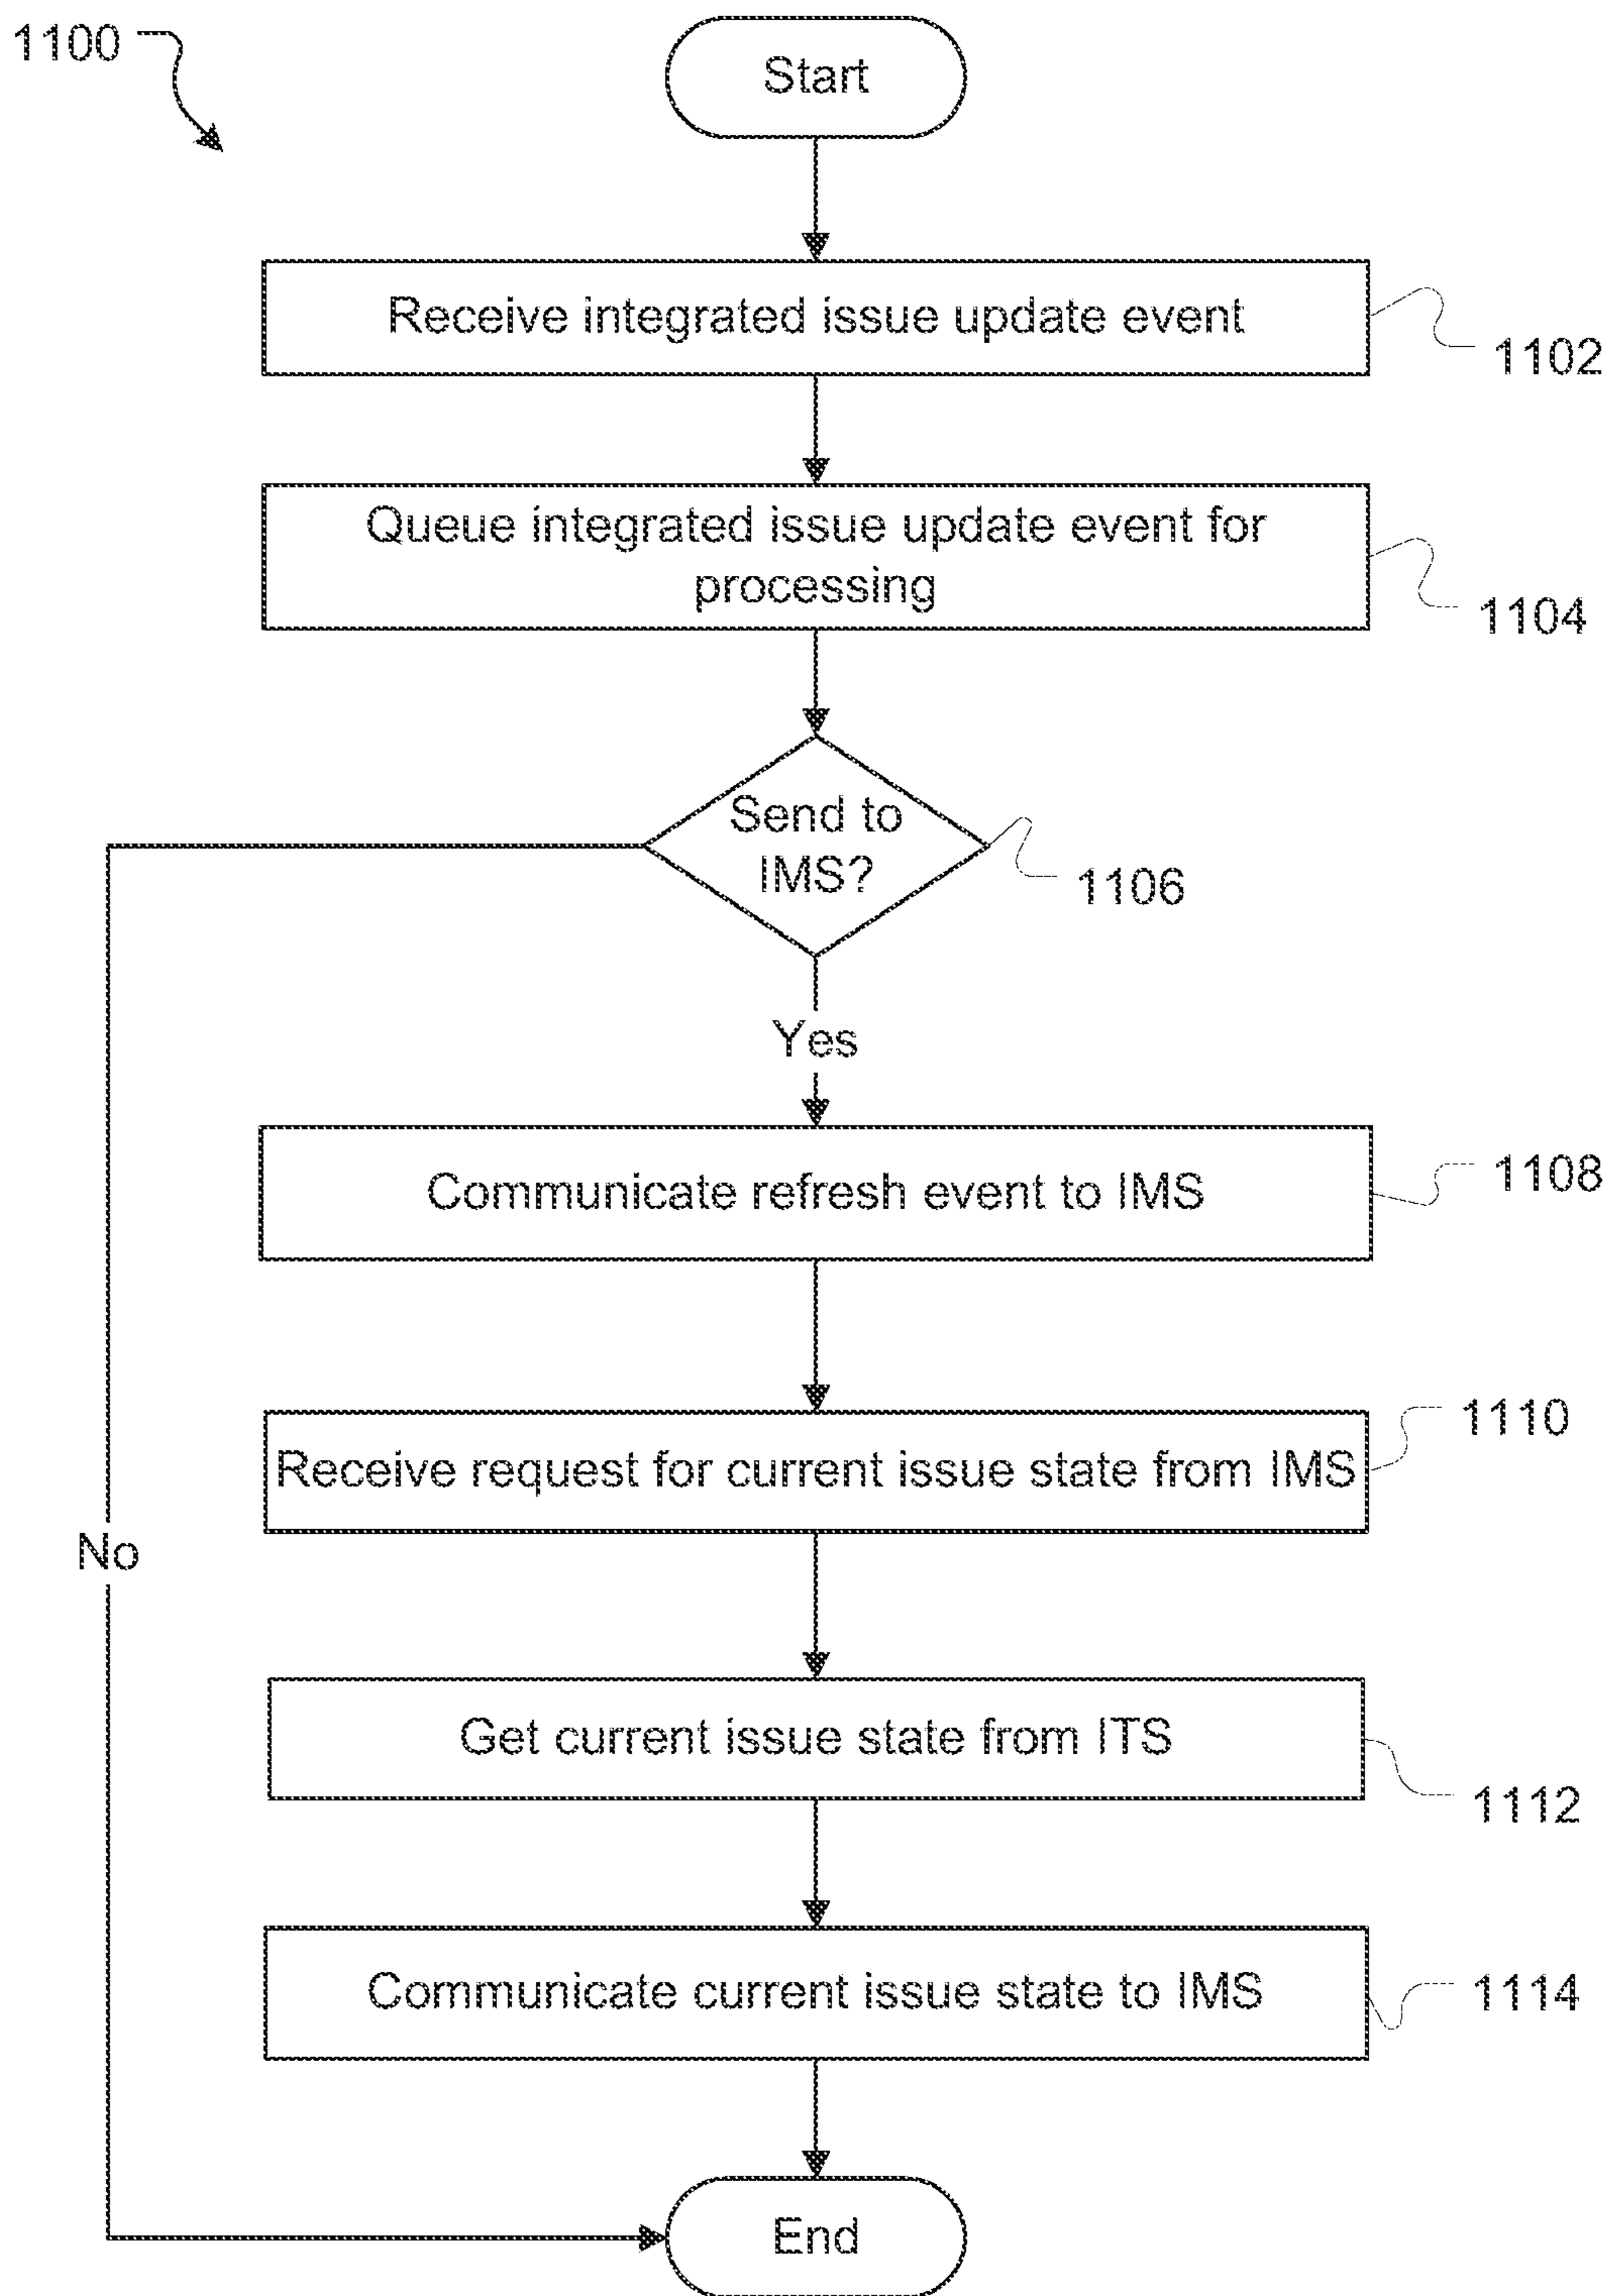 1100
Start
Receive integrated issue update event
1102
Queue integrated issue update event for
processing
1104
Send to
IMS?
1106
Yes
Communicate refresh event to IMS
1108
Receive request for current issue state from IMS
1110
No
Get current issue state from ITS
1112
Communicate current issue state to IMS
1114
End